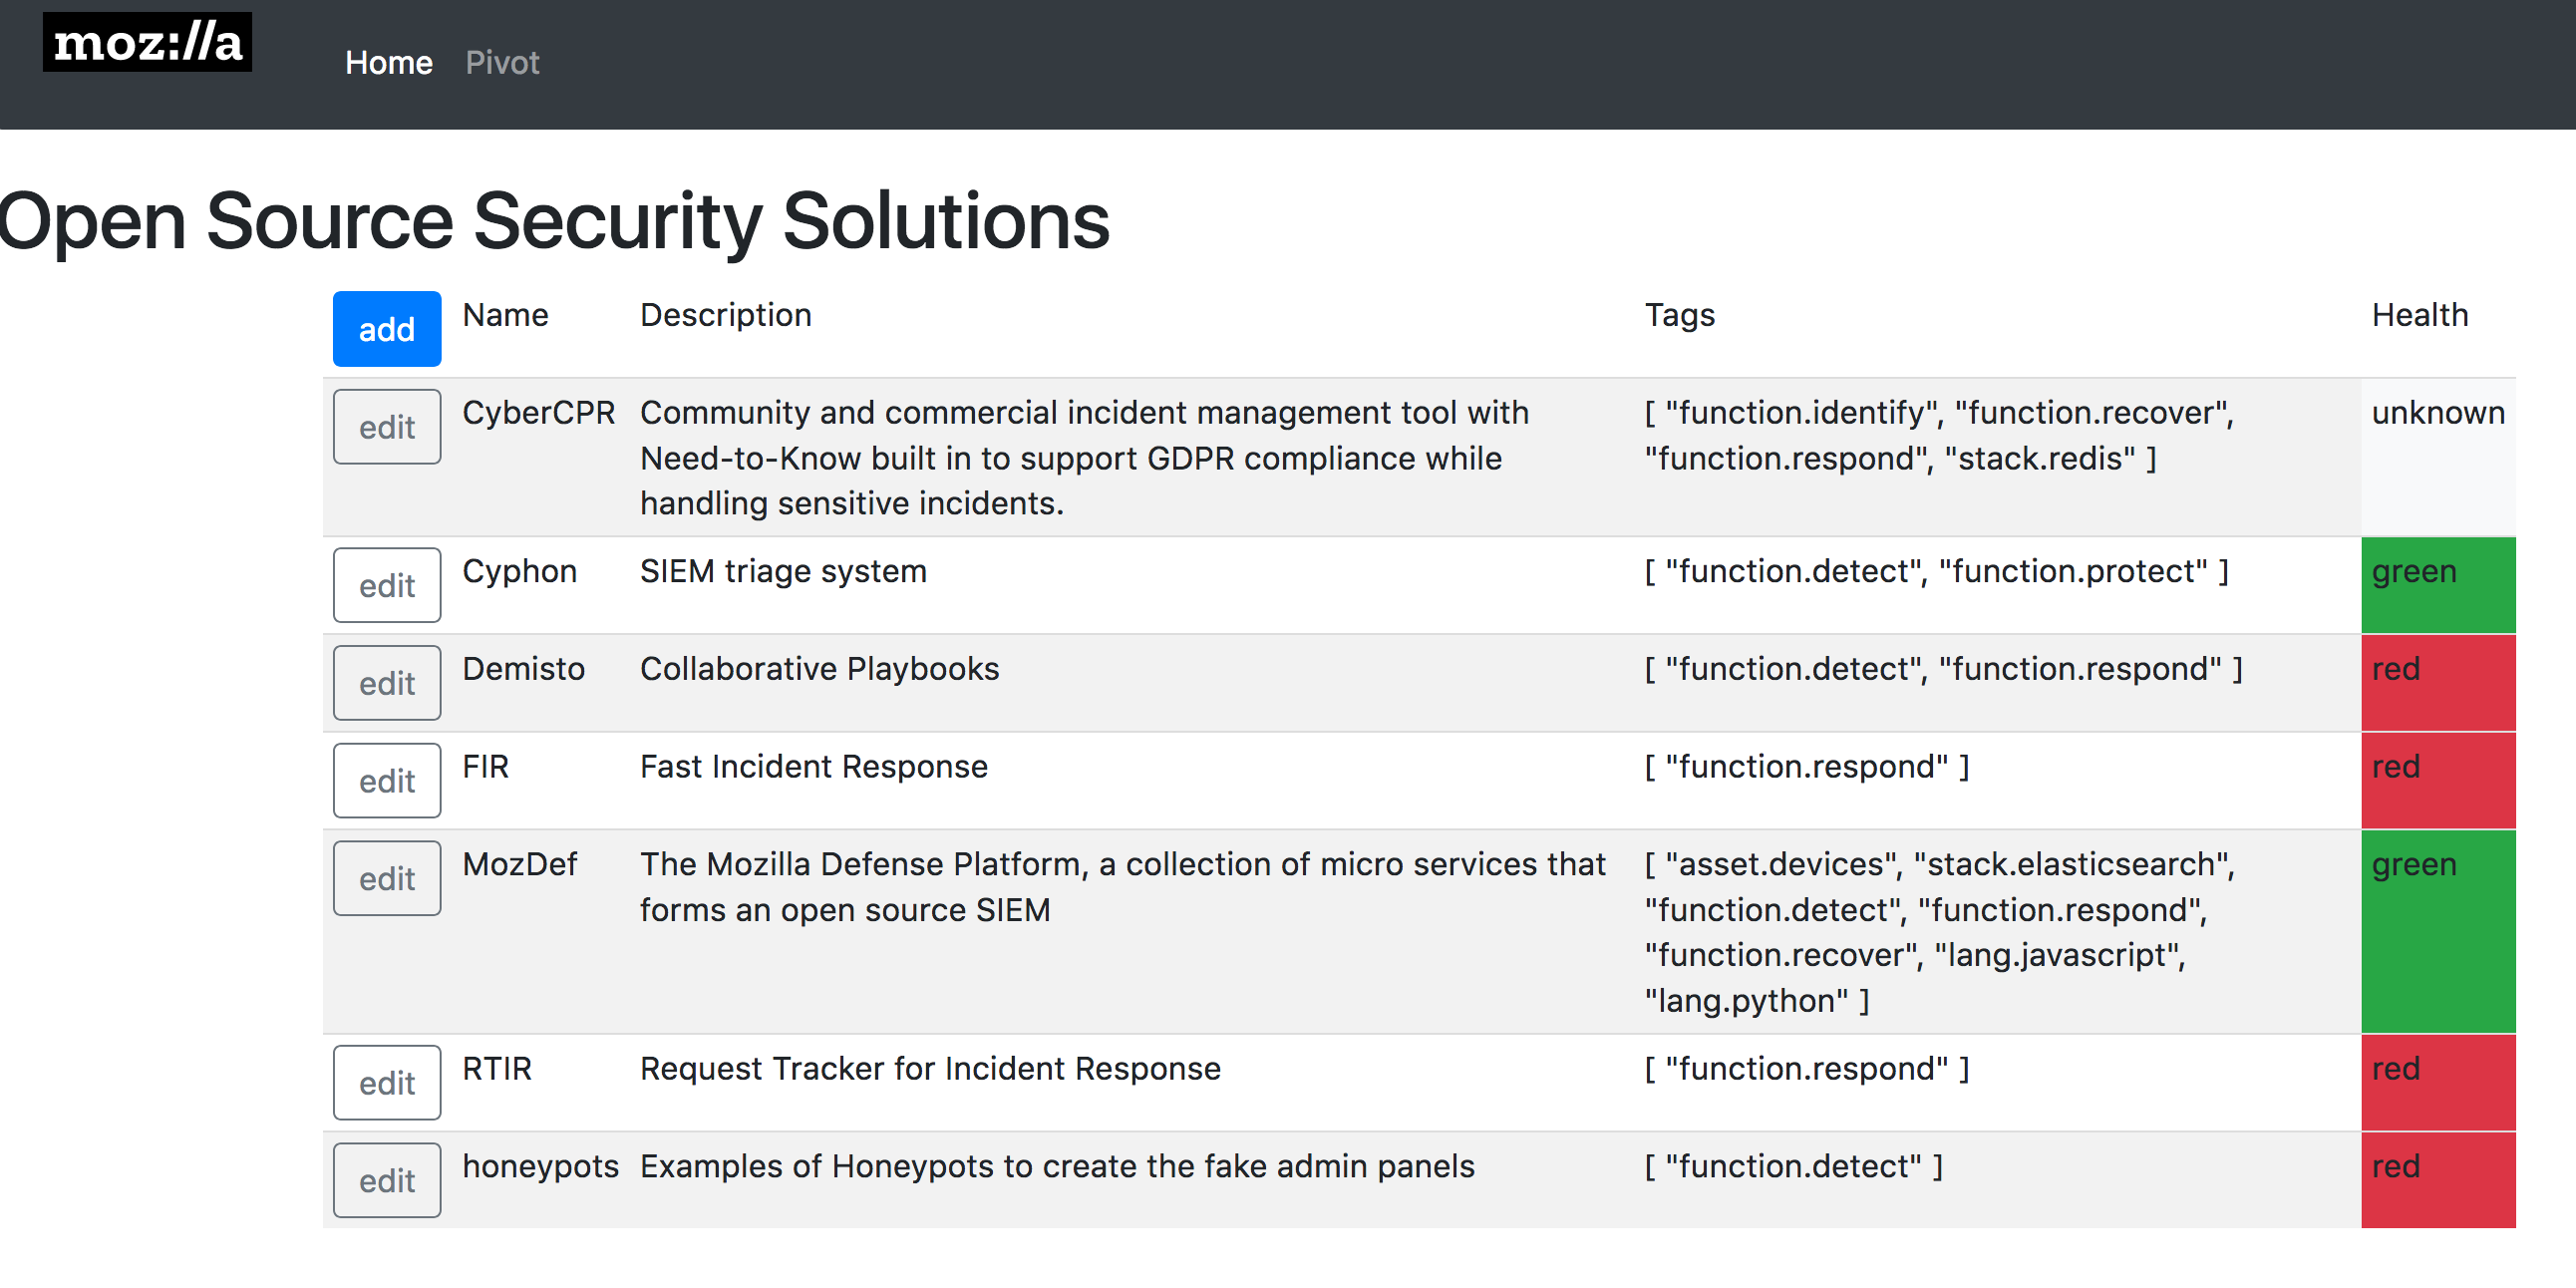 moz://a
Home Pivot
Open Source Security Solutions
add Name Description Tags Health
edit CyberCPR Community and commercial incident management tool with [ "function.identify", "function.recover", unknown
Need-to-Know built in to support GDPR compliance while "function.respond", "stack.redis" ]
handling sensitive incidents.
edit Cyphon SIEM triage system [ "function.detect", "function.protect" ] green
edit Demisto Collaborative Playbooks [ "function.detect", "function.respond" ] red
edit FIR Fast Incident Response [ "function.respond" ] red
edit MozDef The Mozilla Defense Platform, a collection of micro services that [ "asset.devices", "stack.elasticsearch", green
forms an open source SIEM "function.detect", "function.respond",
"function.recover", "lang.javascript",
"lang.python" ]
edit RTIR Request Tracker for Incident Response [ "function.respond" ] red
edit honeypots Examples of Honeypots to create the fake admin panels [ "function.detect" ] red